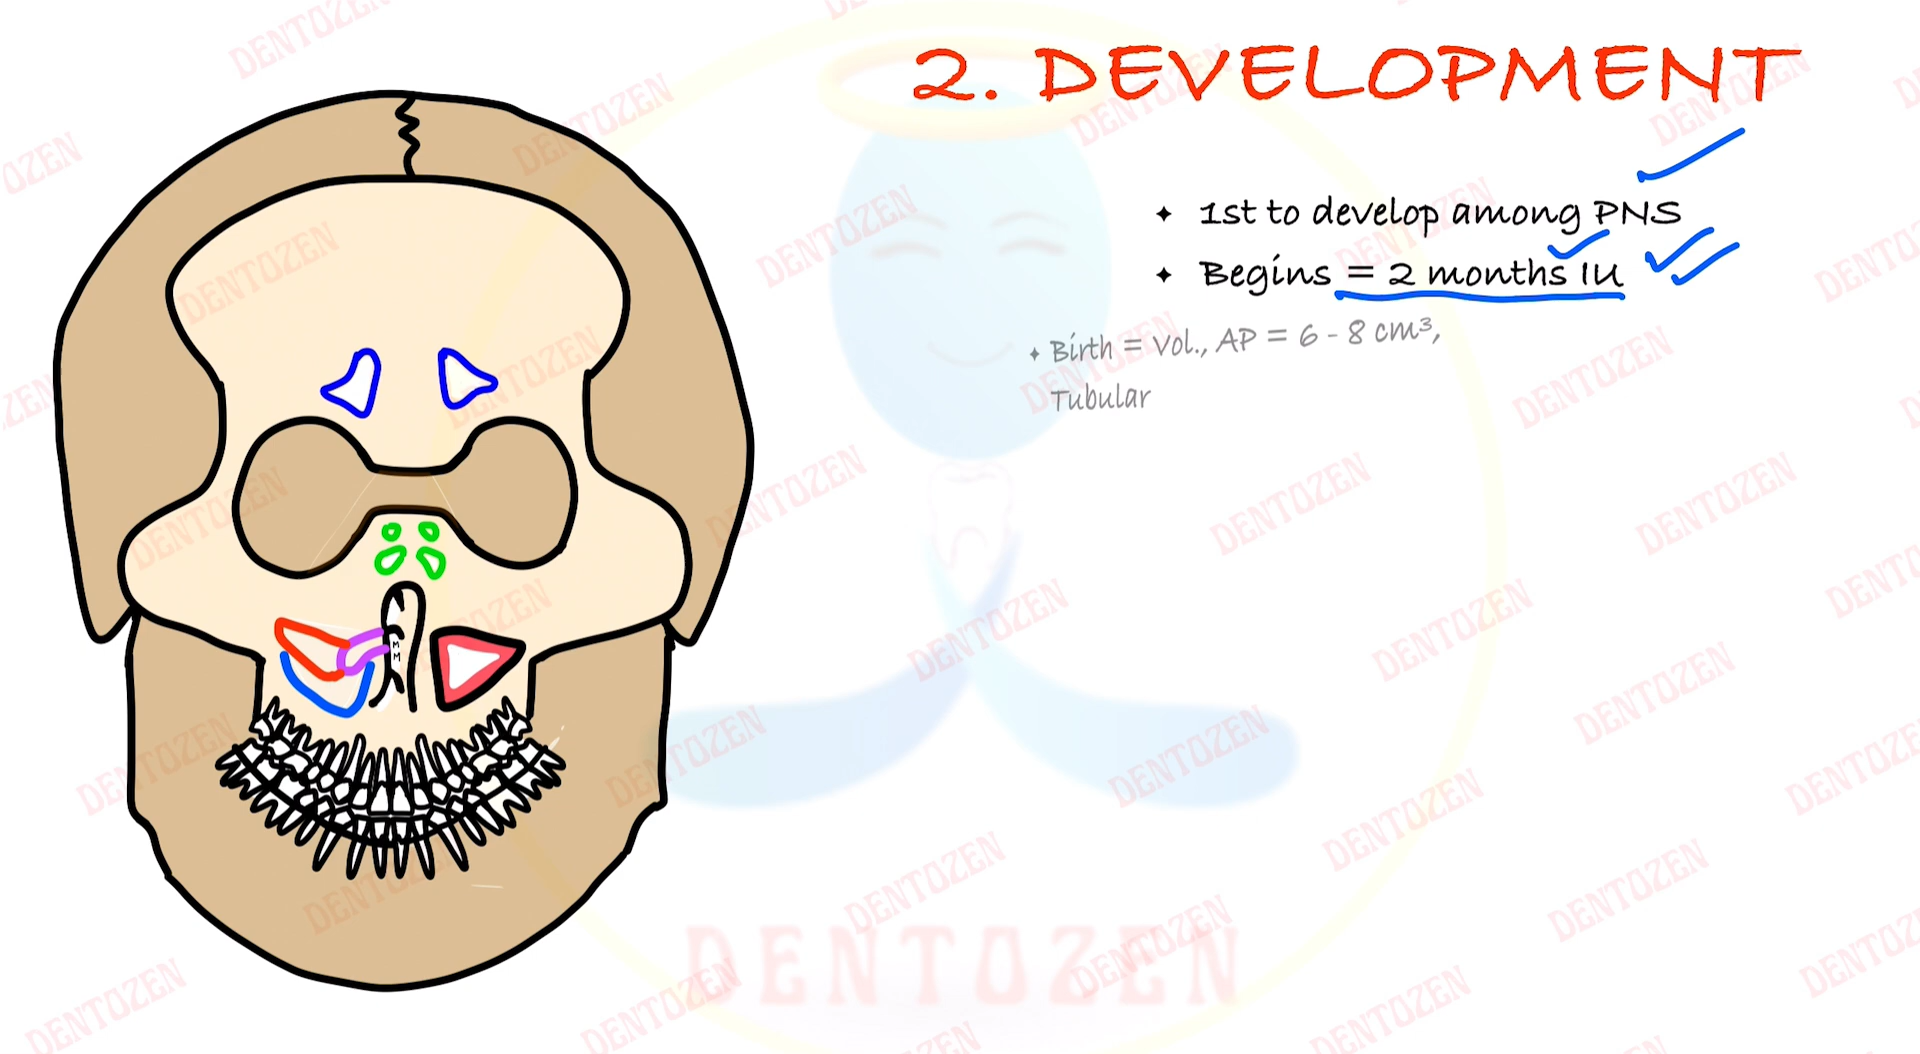 2. DEVELOPMENT
✦ 1st to develop among PNS
✦ Begins = 2 months IU
✦ Birth = Vol., AP = 6 - 8 cm³,
Tubular
MM
DENTOZEN